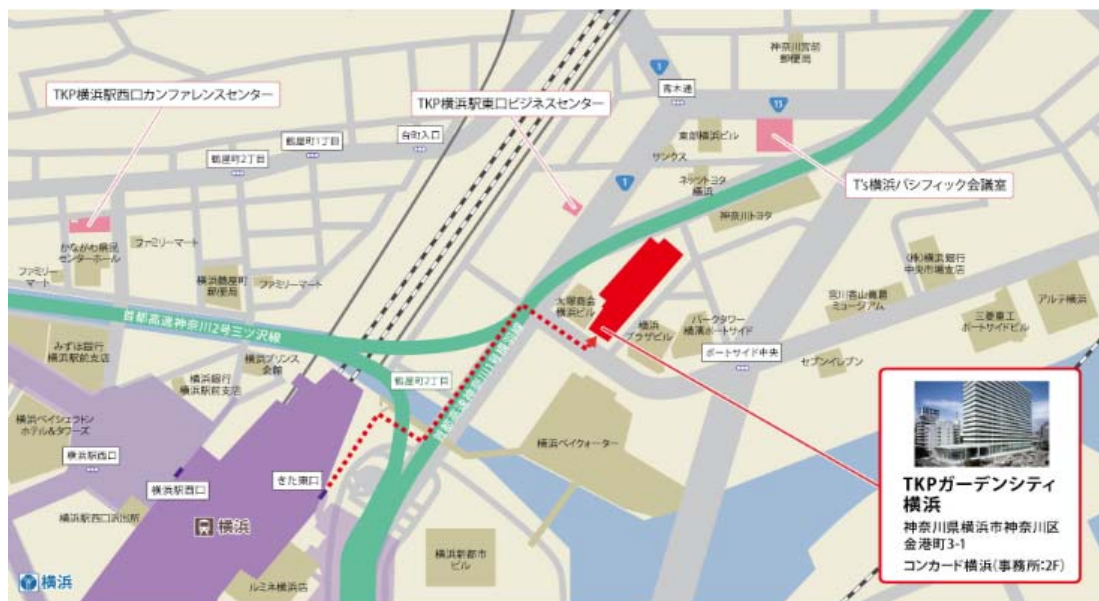 神奈川宮前
郵便局
1
青木通
15
TKP横浜駅西口カンファレンスセンター
TKP横浜駅東口ビジネスセンター
台町入口
鶴屋町1丁目
鶴屋町2丁目
東部横浜ビル
サンクス
ネッツトヨタ
横浜
T's横浜パシフィック会議室
1
神奈川トヨタ
かながわ県民
センターホール
ファミリーマート
ファミリー
マート
横浜鶴屋町
郵便局
ファミリーマート
(株)横浜銀行
中央市場支店
宮川香山眞葛
ミュージアム
アルテ横浜
三菱重工
ポートサイドビル
大塚商会
横浜ビル
横浜
プラザビル
パークタワー
横濱ポートサイド
ポートサイド中央
セブンイレブン
首都高速神奈川2号三ツ沢線
首都高速神奈川1号横羽線
みずほ銀行
横浜駅前支店
横浜プリンス
会館
横浜銀行
横浜駅前支店
鶴屋町2丁目
横浜ベイシェラトン
ホテル&タワーズ
横浜駅西口
横浜駅西口
きた東口
横浜ベイクォーター
横浜駅西口派出所
横浜
横浜新都市
ビル
ルミネ横浜店
横浜
TKPガーデンシティ
横浜
神奈川県横浜市神奈川区
金港町3-1
コンカード横浜(事務所:2F)